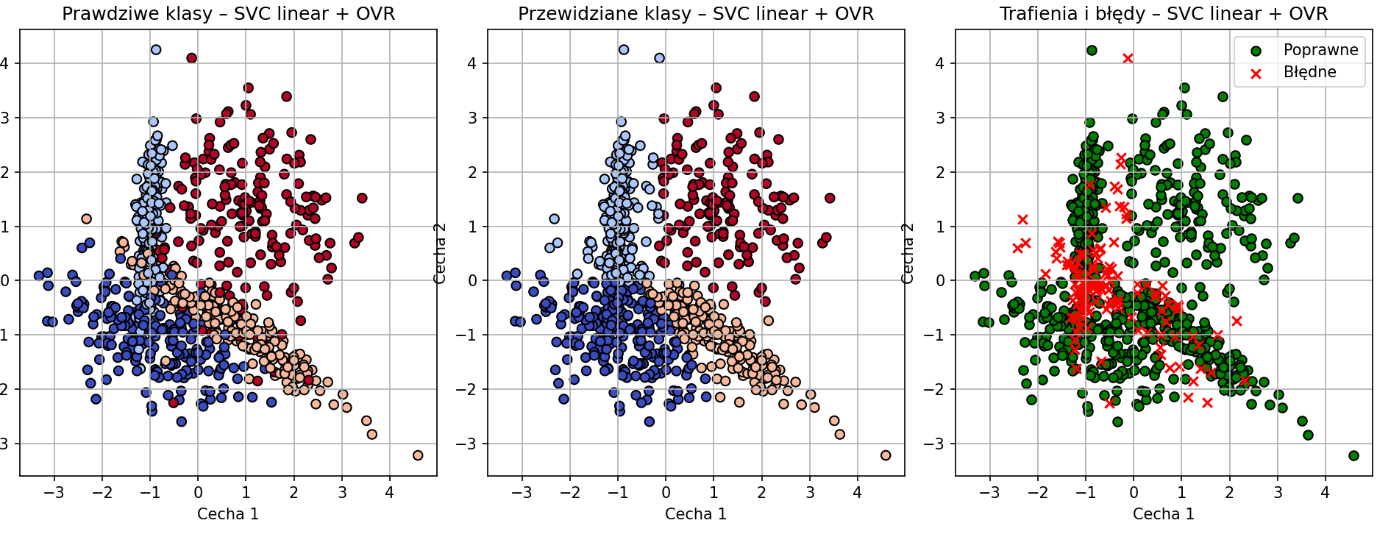 Prawdziwe klasy – SVC linear + OVR
4
3
2
1
0
1
2
3
−3 −2 −1 0 1 2 3 4
Cecha 1
Przewidziane klasy – SVC linear + OVR
Cecha 2
4
3
2
1
0
−1
−2
−3
−3 −2 −1 0 1 2 3 4
Cecha 1
Trafienia i błędy – SVC linear + OVR
Poprawne
Błędne
Cecha 2
4
3
2
1
0
−1
−2
−3
−3 −2 −1 0 1 2 3 4
Cecha 1